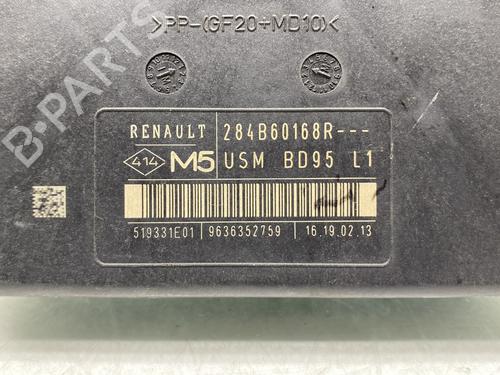 >PP-(GF20+MD10)<
RENAULT 284B60168R---
414 M5 USM BD95 L1
519331E01 9636352759 16.19.02.13
B-Parts